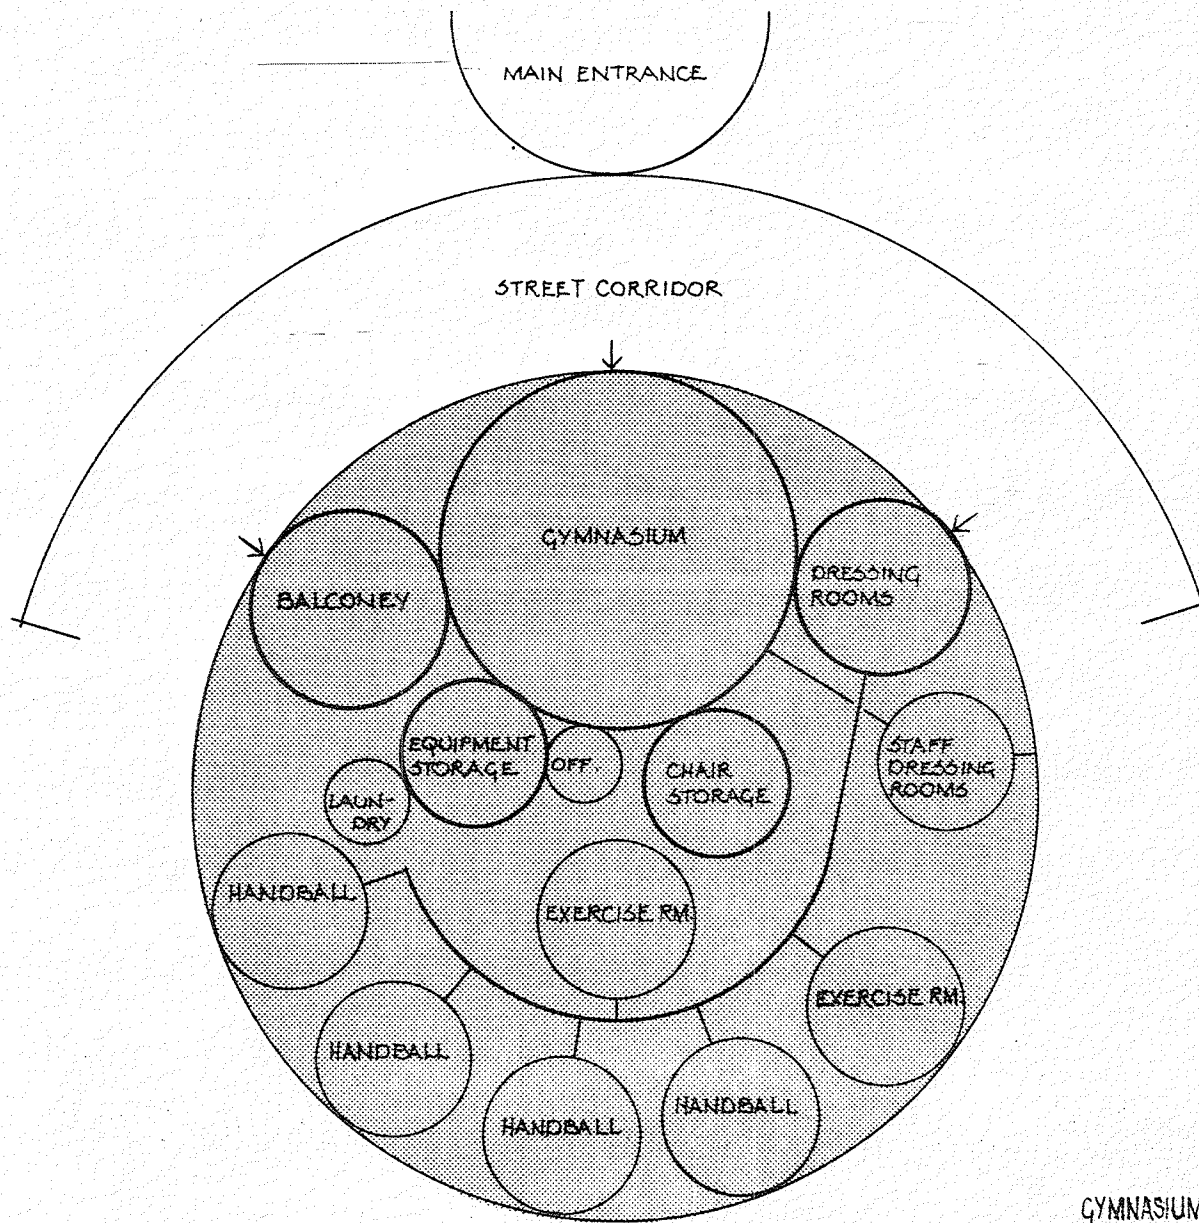 MAIN ENTRANCE
STREET CORRIDOR
GYMNASIUM
BALCONEY
DRESSING
ROOMS
EQUIPMENT
STORAGE
OFF.
CHAIR
STORAGE
STAFF
DRESSING
ROOMS
LAUN-
DRY
HANDBALL
EXERCISE RM.
EXERCISE RM.
HANDBALL
HANDBALL
HANDBALL
GYMNASIUM